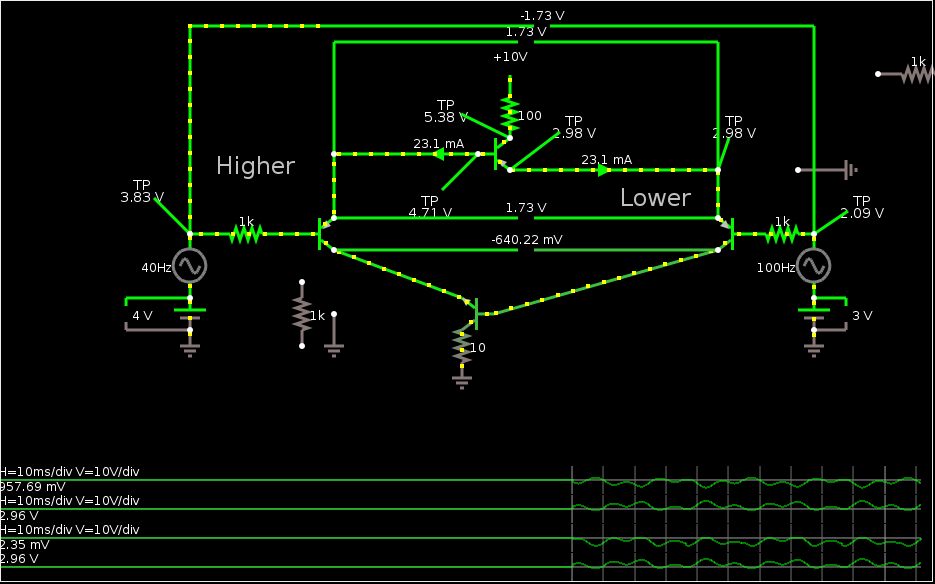 -1.73 V
1.73 V
+10V
1k
TP
5.38 V
100
TP
2.98 V
TP
2.98 V
23.1 mA
23.1 mA
Higher
Lower
TP
3.83 V
TP
4.71 V
1.73 V
TP
2.09 V
1k
1k
-640.22 mV
40Hz
100Hz
4 V
1k
3 V
10
H=10ms/div V=10V/div
957.69 mV
H=10ms/div V=10V/div
2.96 V
H=10ms/div V=10V/div
2.35 mV
2.96 V